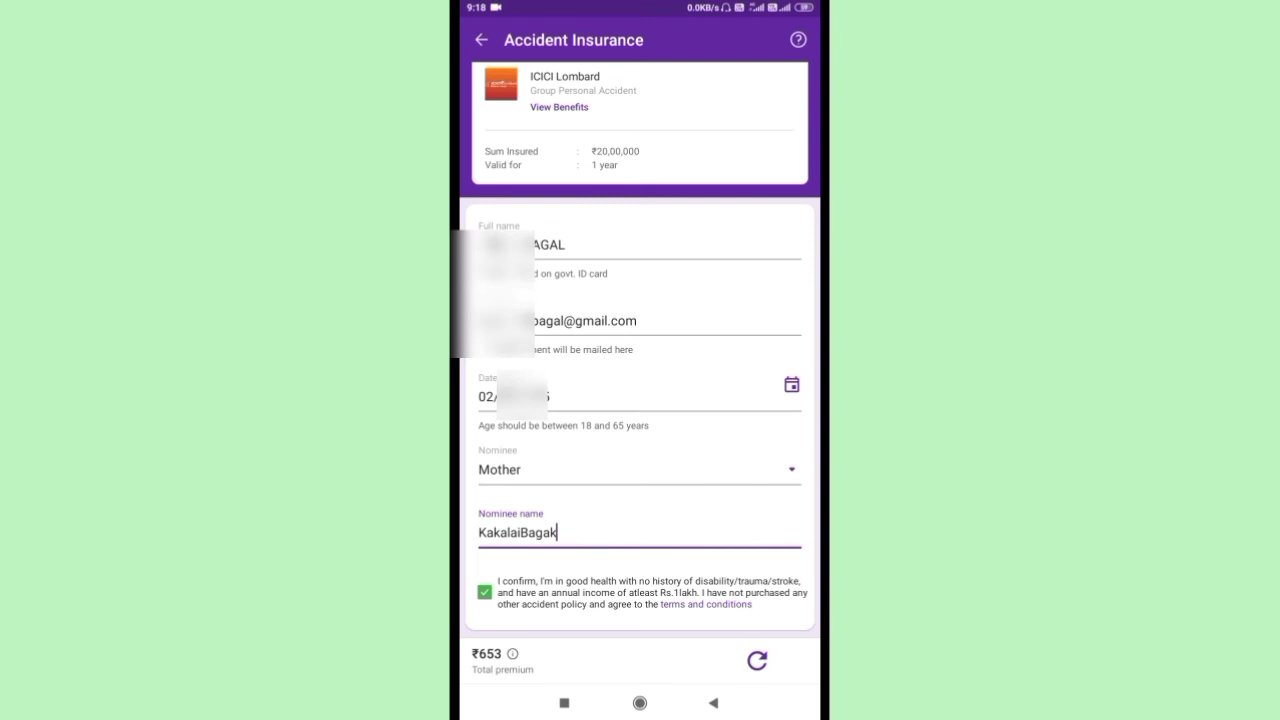 9:18 0.0KB/s
Accident Insurance
ICICI Lombard
Group Personal Accident
View Benefits
Sum Insured : ₹20,00,000
Valid for : 1 year
Full name
AGAL
on govt. ID card
bagal@gmail.com
will be mailed here
Date
02/
Age should be between 18 and 65 years
Nominee
Mother
Nominee name
KakalaiBagak
I confirm, I'm in good health with no history of disability/trauma/stroke,
and have an annual income of atleast Rs.1lakh. I have not purchased any
other accident policy and agree to the terms and conditions
₹653
Total premium